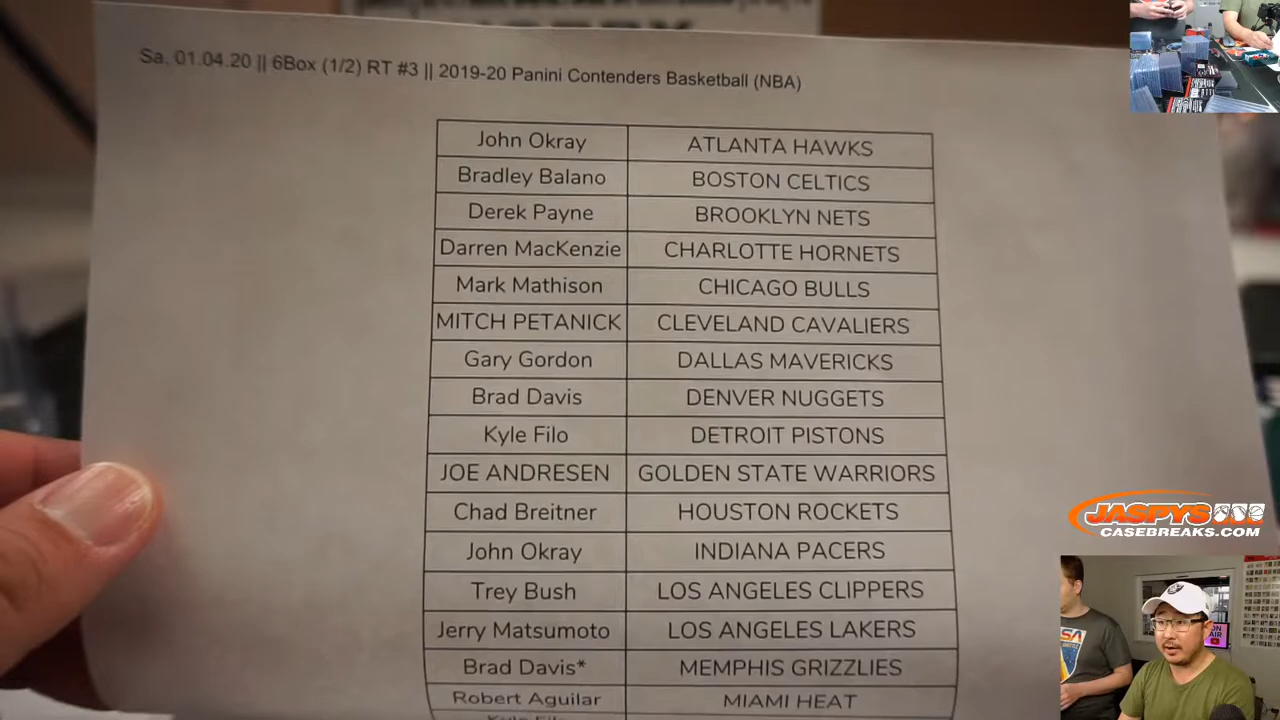 Sa, 01.04.20 || 6Box (1/2) RT #3 || 2019-20 Panini Contenders Basketball (NBA)
John Okray ATLANTA HAWKS
Bradley Balano BOSTON CELTICS
Derek Payne BROOKLYN NETS
Darren MacKenzie CHARLOTTE HORNETS
Mark Mathison CHICAGO BULLS
MITCH PETANICK CLEVELAND CAVALIERS
Gary Gordon DALLAS MAVERICKS
Brad Davis DENVER NUGGETS
Kyle Filo DETROIT PISTONS
JOE ANDRESEN GOLDEN STATE WARRIORS
Chad Breitner HOUSTON ROCKETS
John Okray INDIANA PACERS
Trey Bush LOS ANGELES CLIPPERS
Jerry Matsumoto LOS ANGELES LAKERS
Brad Davis* MEMPHIS GRIZZLIES
Robert Aguilar MIAMI HEAT
JASPYS
CASEBREAKS.COM
ON
AIR